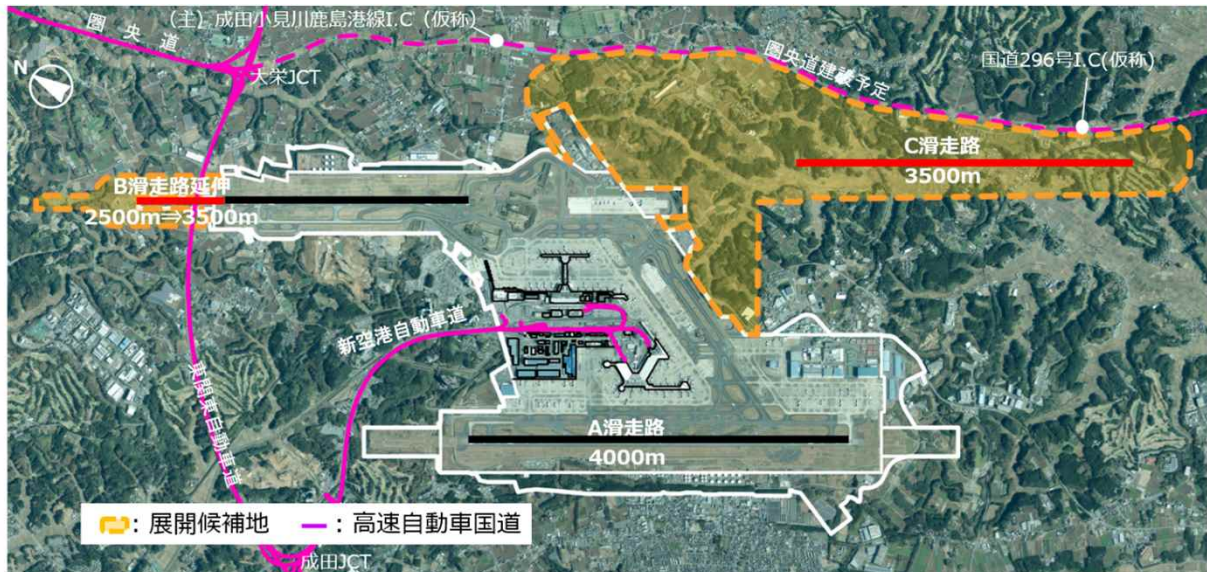 （主）成田小見川鹿島港線I.C（仮称）
圏央道
大栄JCT
圏央道建設予定
国道296号I.C(仮称)
N
C滑走路
3500m
B滑走路延伸
2500m⇒3500m
新空港自動車道
東関東自動車道
A滑走路
4000m
：展開候補地
：高速自動車国道
成田JCT